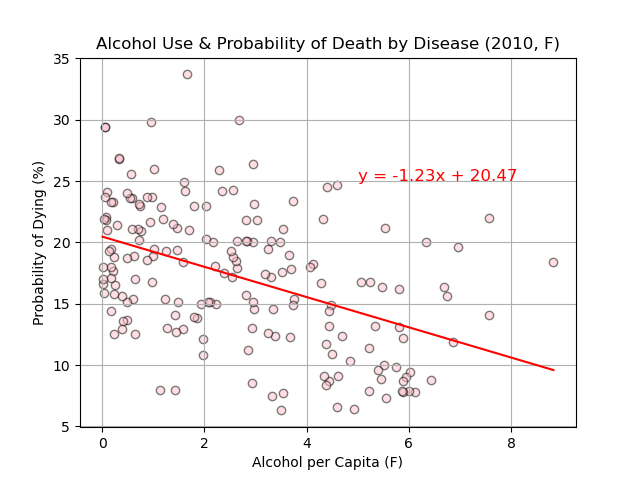 Alcohol Use & Probability of Death by Disease (2010, F)
35
30
25
20
15
10
5
y = -1.23x + 20.47
Probability of Dying (%)
0 2 4 6 8
Alcohol per Capita (F)